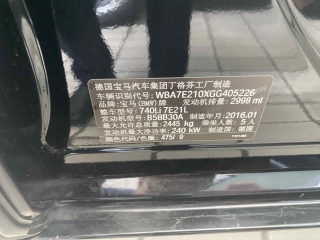 德国宝马汽车集团丁格芬工厂制造
车辆识别代号: WBA7E210XGG405226
品牌: 宝马(BMW)牌 发动机排量: 2998 ml
整车型号: 740Li 7E21L
发动机型号: B58B30A 制造年月: 2016.01
最大允许总质量: 2445 kg 乘坐人数: 5 人
发动机最大净功率: 240 kW 制造国: 德国
颜色代码/色圈: 475/ 9